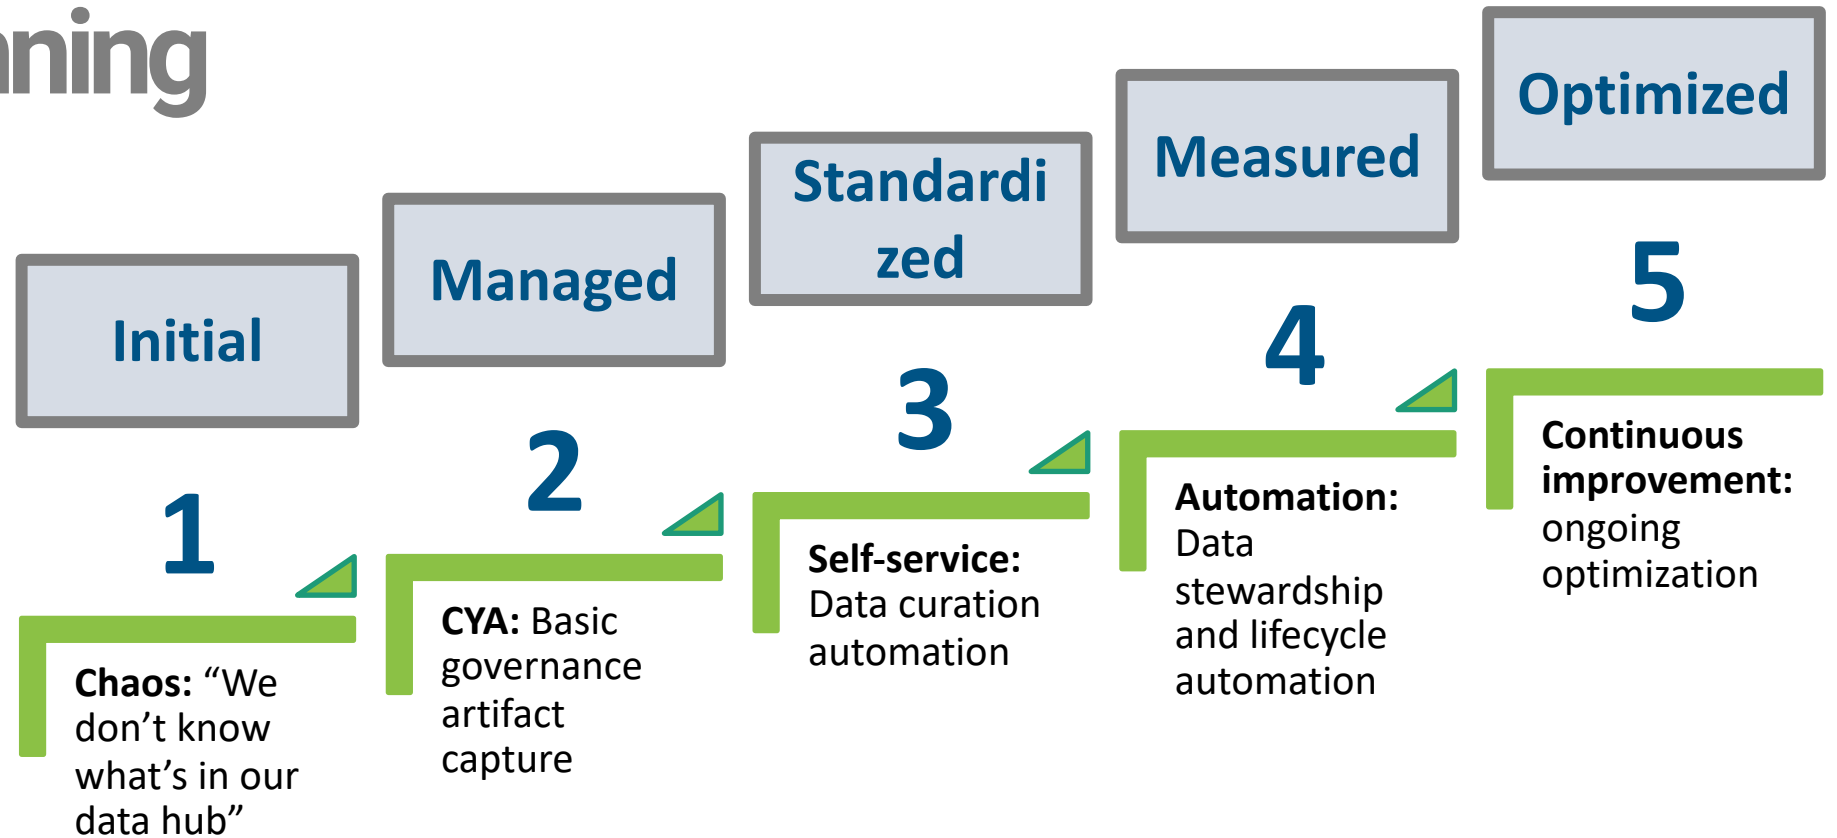 Initial
1
Chaos: “We
don’t know
what’s in our
data hub”
Managed
2
CYA: Basic
governance
artifact
capture
Standardi
zed
3
Self-service:
Data curation
automation
Measured
4
Automation:
Data
stewardship
and lifecycle
automation
Optimized
5
Continuous
improvement:
ongoing
optimization